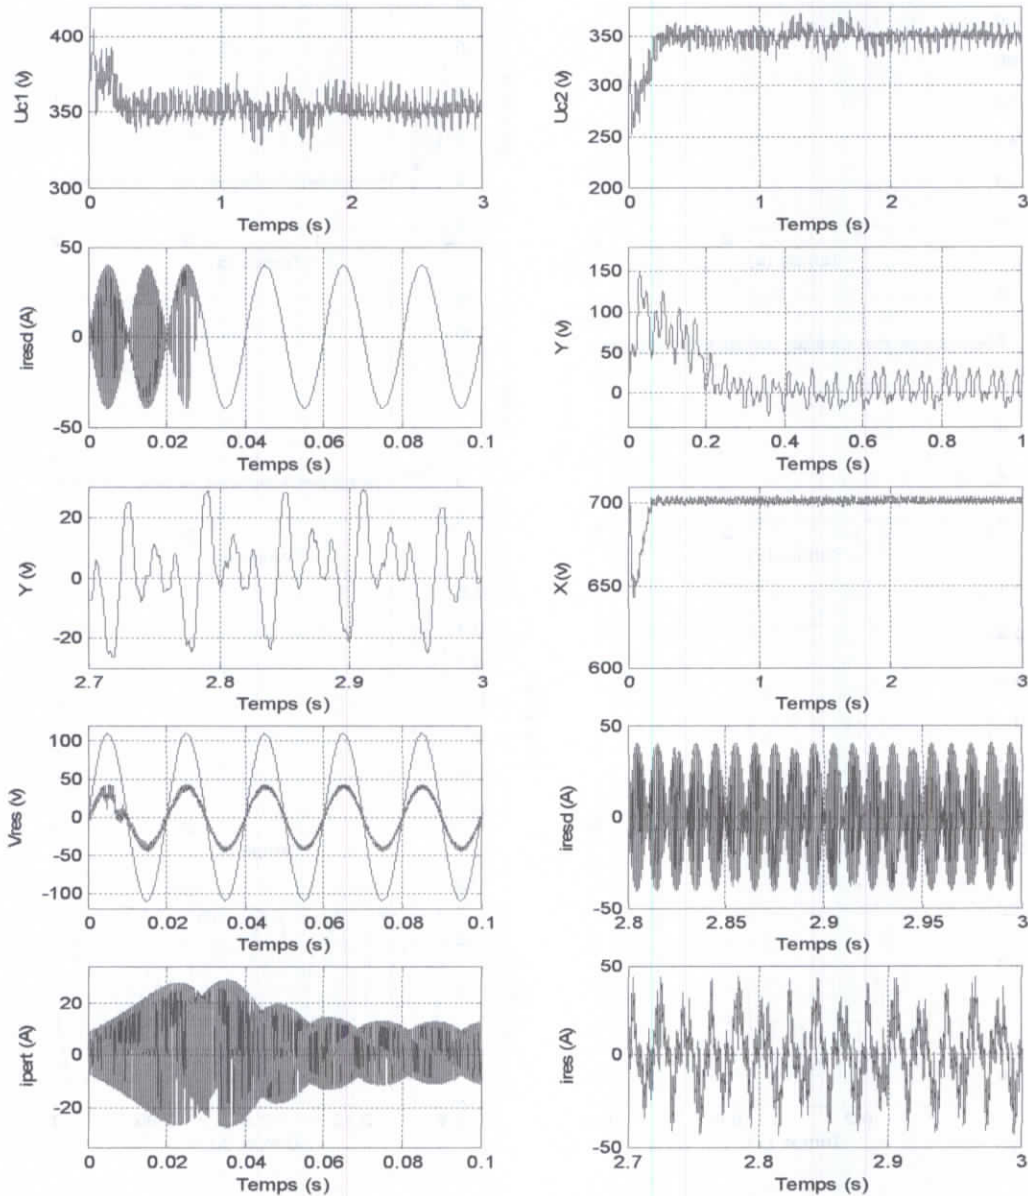 Uc1 (v)
400
350
300
0 1 2 3
Temps (s)
Uc2 (v)
350
300
250
200
0 1 2 3
Temps (s)
iresd (A)
50
0
-50
0 0.02 0.04 0.06 0.08 0.1
Temps (s)
Y (v)
150
100
50
0
0 0.2 0.4 0.6 0.8 1
Temps (s)
Y (v)
20
0
-20
2.7 2.8 2.9 3
Temps (s)
X(v)
700
650
600
0 1 2 3
Temps (s)
Vres (v)
100
50
0
-50
-100
0 0.02 0.04 0.06 0.08 0.1
Temps (s)
iresd (A)
50
0
-50
2.8 2.85 2.9 2.95 3
Temps (s)
ipert (A)
20
0
-20
0 0.02 0.04 0.06 0.08 0.1
Temps (s)
ires (A)
50
0
-50
2.7 2.8 2.9 3
Temps (s)